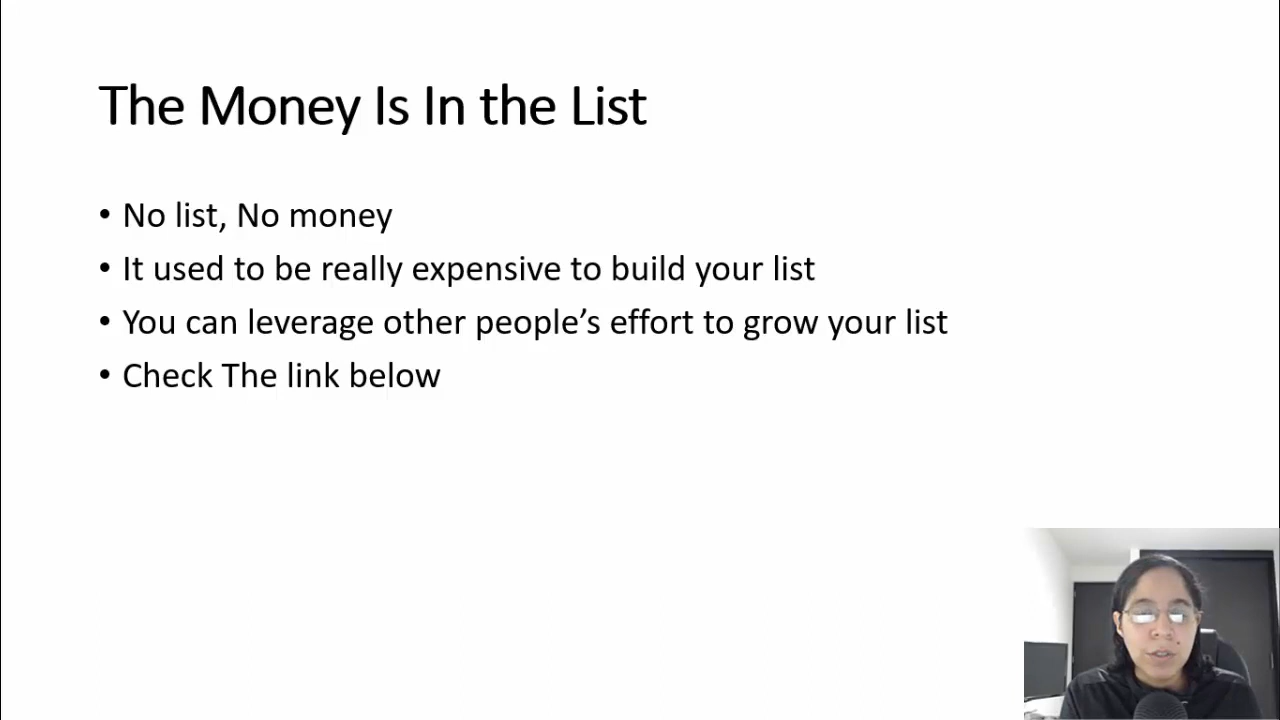 The Money Is In the List
• No list, No money
• It used to be really expensive to build your list
• You can leverage other people’s effort to grow your list
• Check The link below